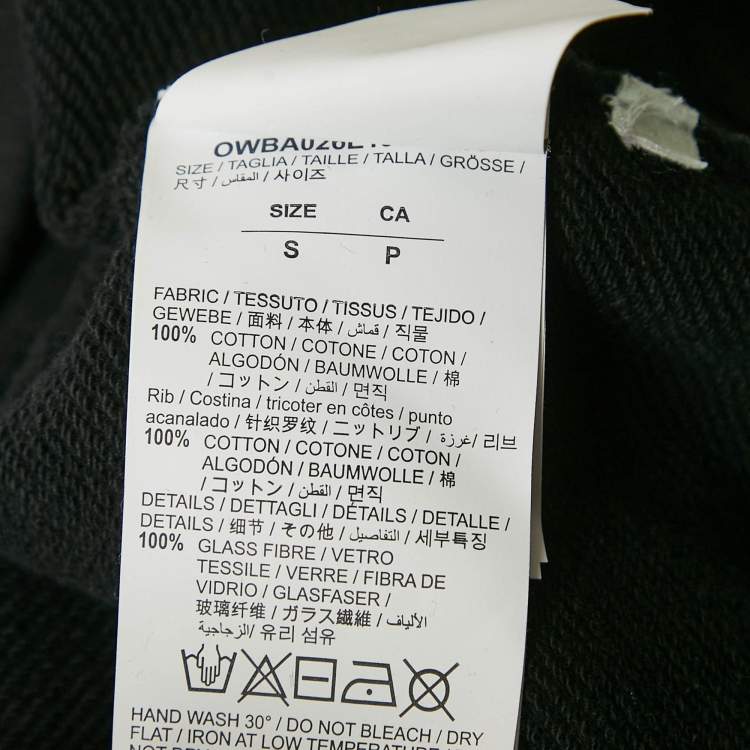 SIZE / TAGLIA / TAILLE / TALLA / GRÖSSE /
尺寸 / المقاس / 사이즈
SIZE CA
S P
FABRIC / TESSUTO / TISSUS / TEJIDO /
GEWEBE / 面料 / 本体 / قماش / 직물
100% COTTON / COTONE / COTON /
ALGODÓN / BAUMWOLLE / 棉
/ コットン / القطن / 면직
Rib / Costina / tricoter en côtes / punto
acanalado / 针织罗纹 / ニットリブ / غرزة / 리브
100% COTTON / COTONE / COTON /
ALGODÓN / BAUMWOLLE / 棉
/ コットン / القطن / 면직
DETAILS / DETTAGLI / DÉTAILS / DETALLE /
DETAILS / 细节 / その他 / التفاصيل / 세부특징
100% GLASS FIBRE / VETRO
TESSILE / VERRE / FIBRA DE
VIDRIO / GLASFASER /
玻璃纤维 / ガラス繊維 / الألياف
الزجاجية / 유리 섬유
HAND WASH 30° / DO NOT BLEACH / DRY
FLAT / IRON AT LOW TEMPERATURE /